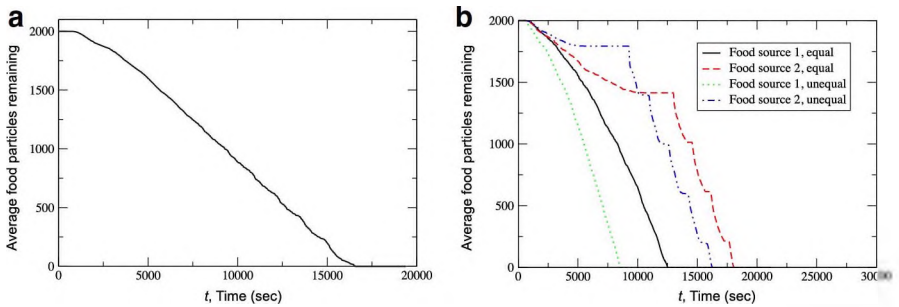 a
Average food particles remaining
2000
1500
1000
500
0
0 5000 10000 15000 20000
t, Time (sec)
b
Average food particles remaining
2000
1500
1000
500
0
Food source 1, equal
Food source 2, equal
Food source 1, unequal
Food source 2, unequal
0 5000 10000 15000 20000 25000 30000
t, Time (sec)